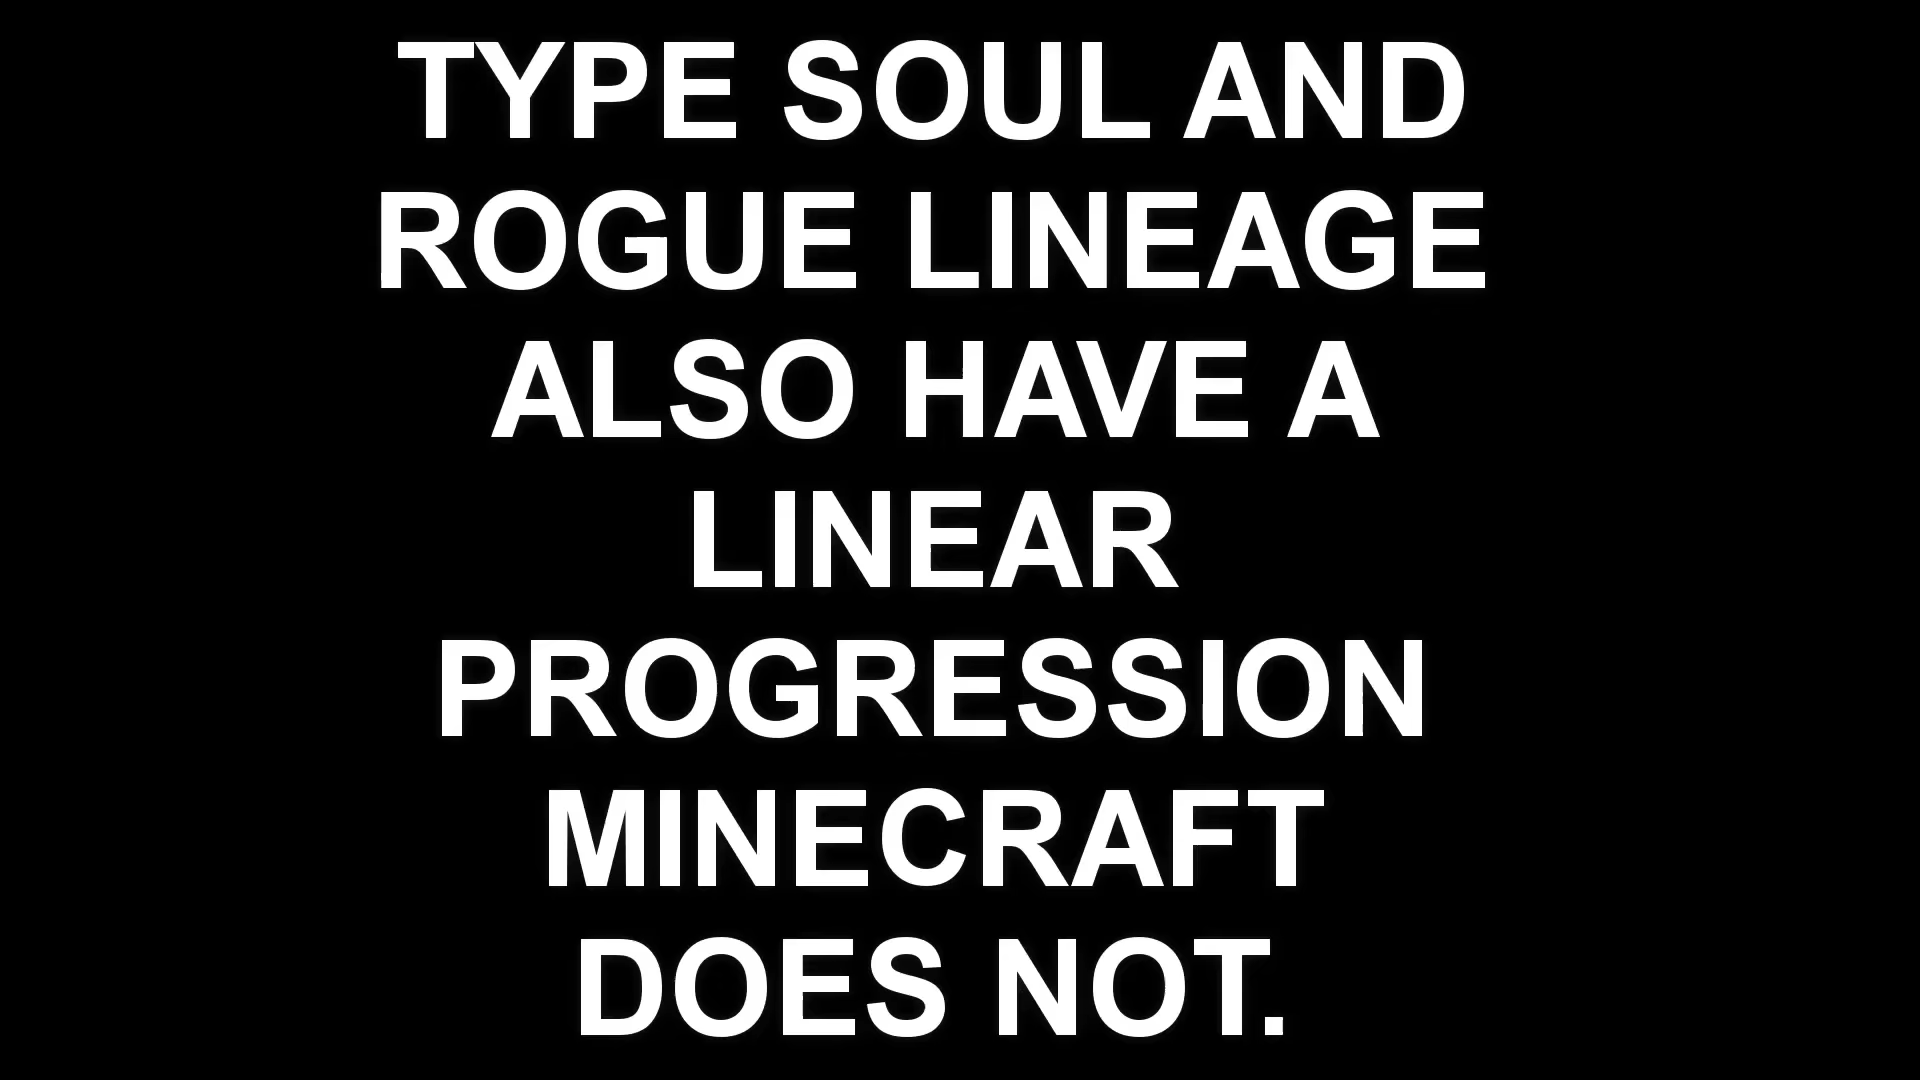 TYPE SOUL AND
ROGUE LINEAGE
ALSO HAVE A
LINEAR
PROGRESSION
MINECRAFT
DOES NOT.